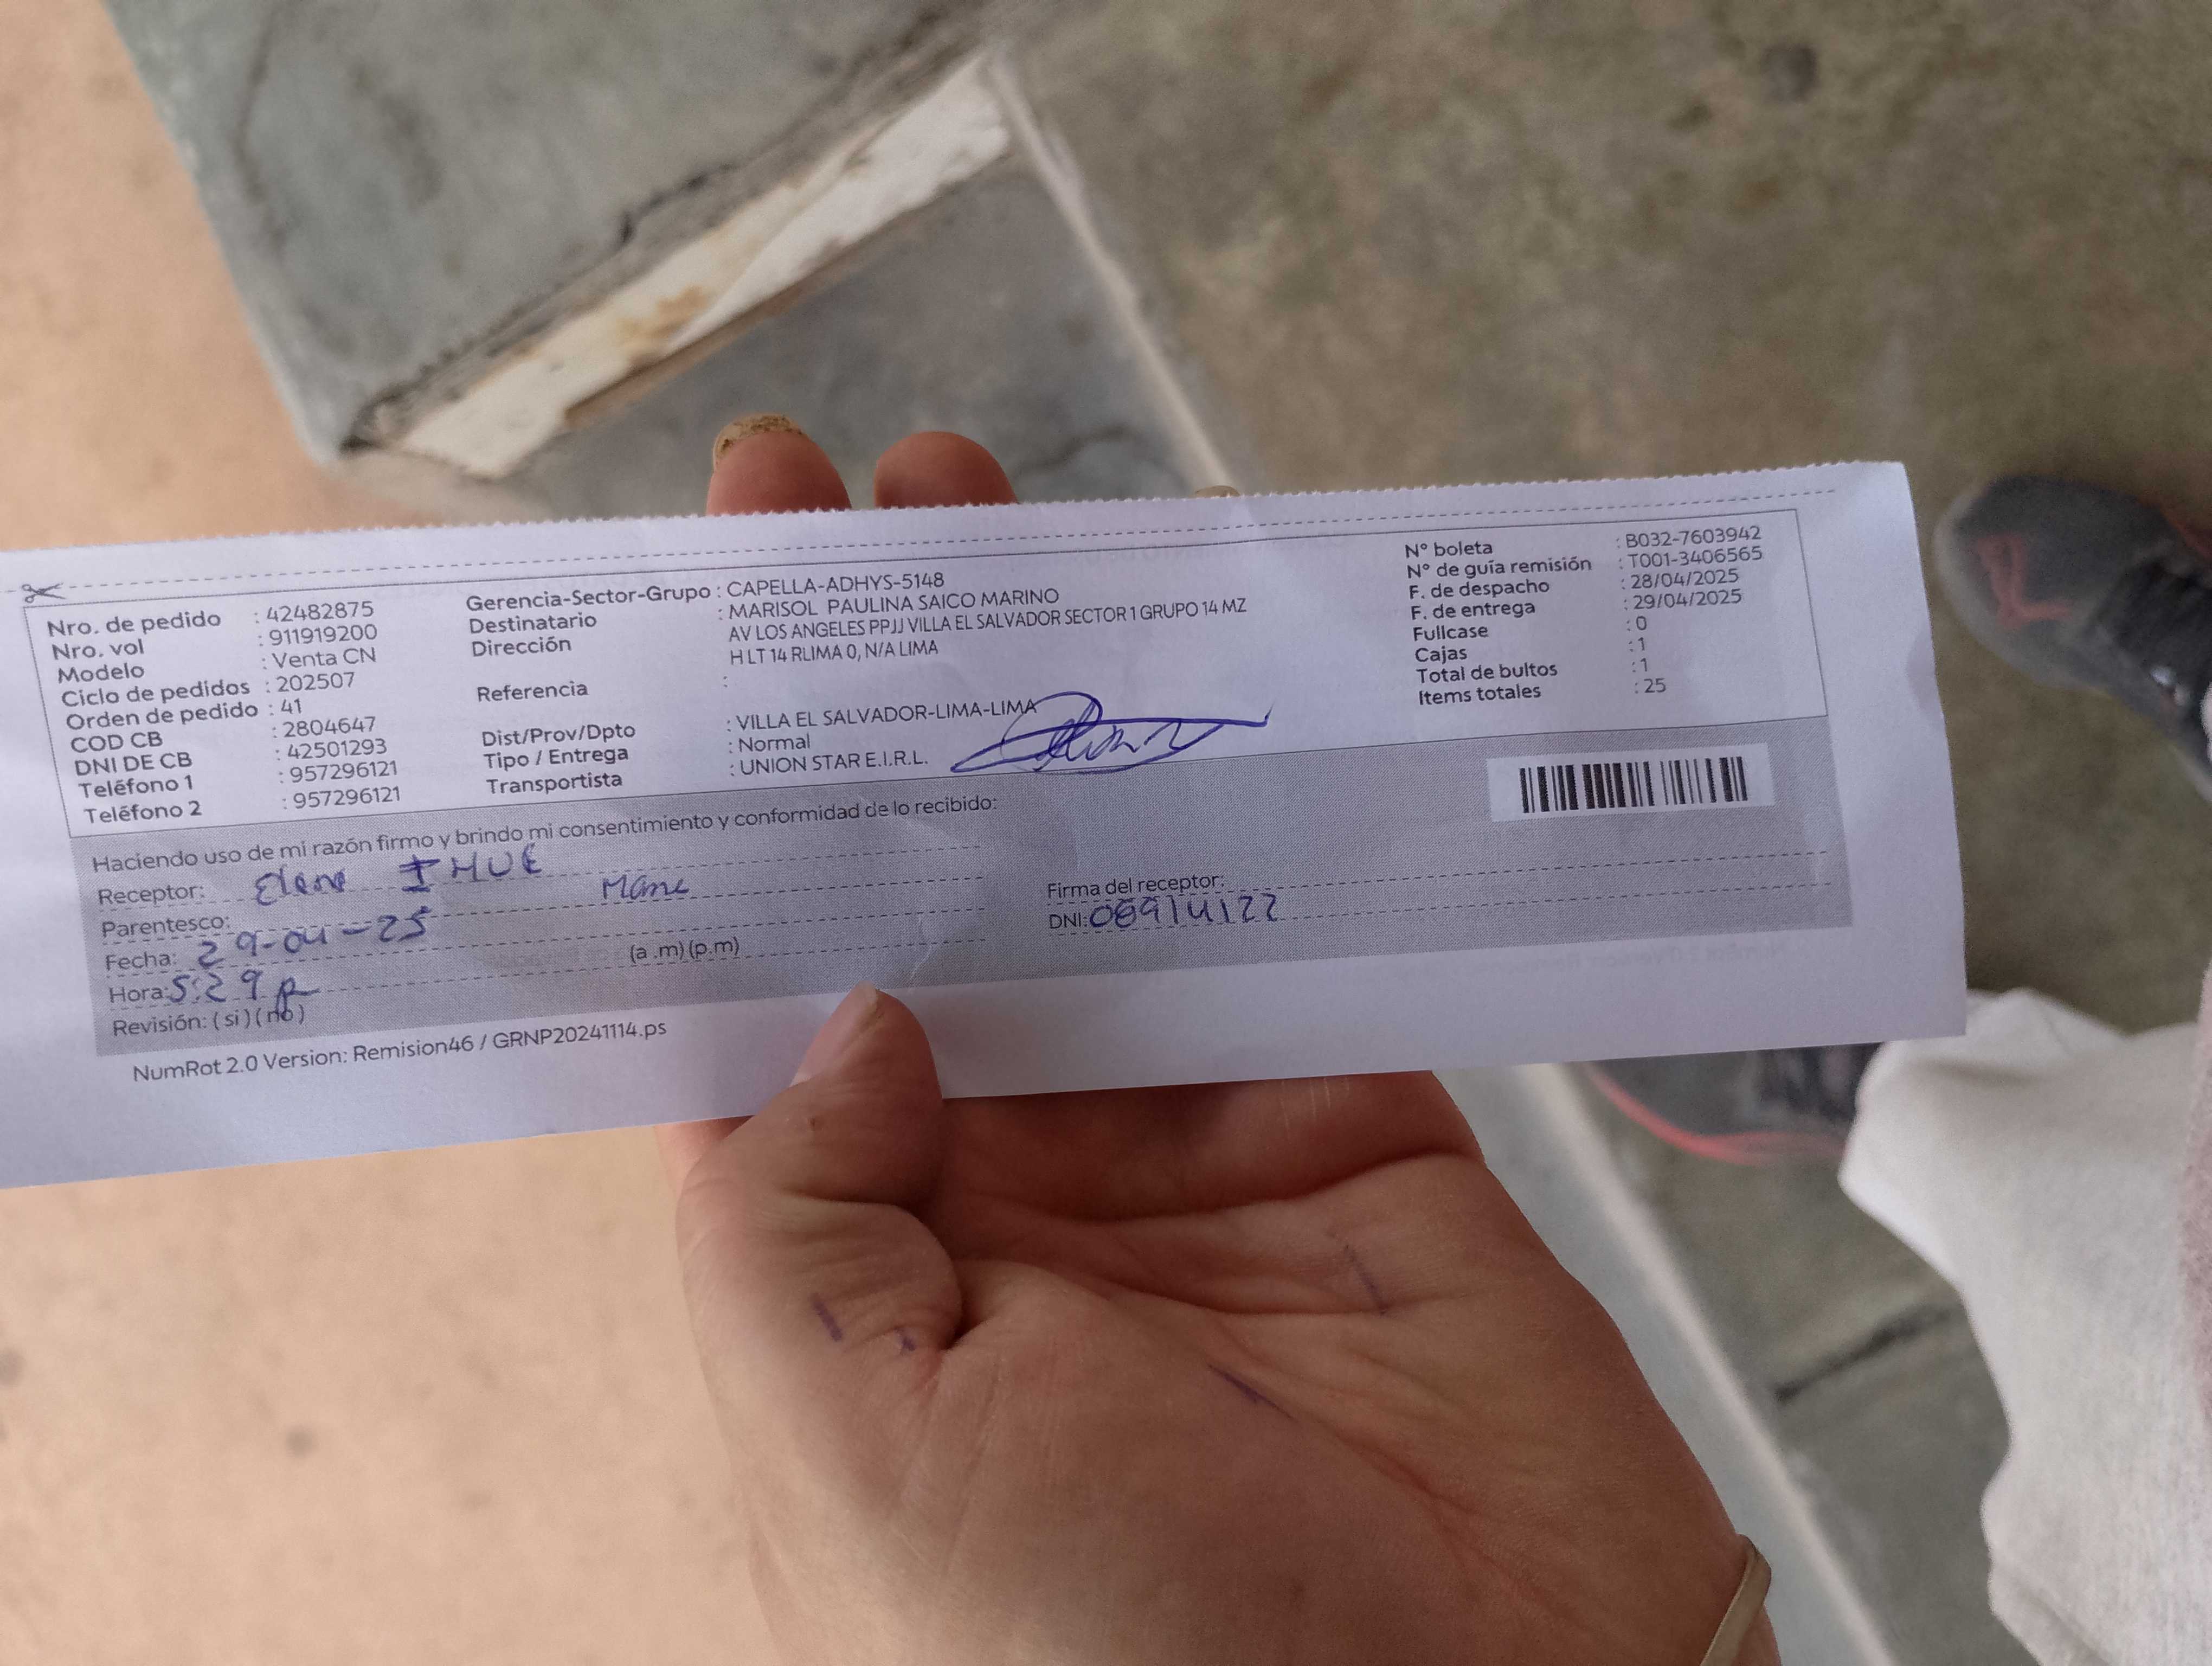 Nro. de pedido : 42482875
Nro. vol : 911919200
Modelo : Venta CN
Ciclo de pedidos : 202507
Orden de pedido : 41
COD CB : 2804647
DNI DE CB : 42501293
Teléfono 1 : 957296121
Teléfono 2 : 957296121
Gerencia-Sector-Grupo : CAPELLA-ADHYS-5148
Destinatario : MARISOL PAULINA SAICO MARINO
Dirección AV LOS ANGELES PPJJ VILLA EL SALVADOR SECTOR 1 GRUPO 14 MZ
H LT 14 RLIMA 0, N/A LIMA
Referencia :
Dist/Prov/Dpto : VILLA EL SALVADOR-LIMA-LIMA
Tipo / Entrega : Normal
Transportista : UNION STAR E.I.R.L.
N° boleta : B032-7603942
N° de guía remisión : T001-3406565
F. de despacho : 28/04/2025
F. de entrega : 29/04/2025
Fullcase : 0
Cajas : 1
Total de bultos : 1
Items totales : 25
Haciendo uso de mi razón firmo y brindo mi consentimiento y conformidad de lo recibido:
Receptor: Elena
Parentesco:
Fecha: 29-04-25
Hora: 5:29 p (a .m) (p.m)
Revisión: ( si ) ( no )
Firma del receptor:
DNI:
NumRot 2.0 Version: Remision46 / GRNP20241114.ps